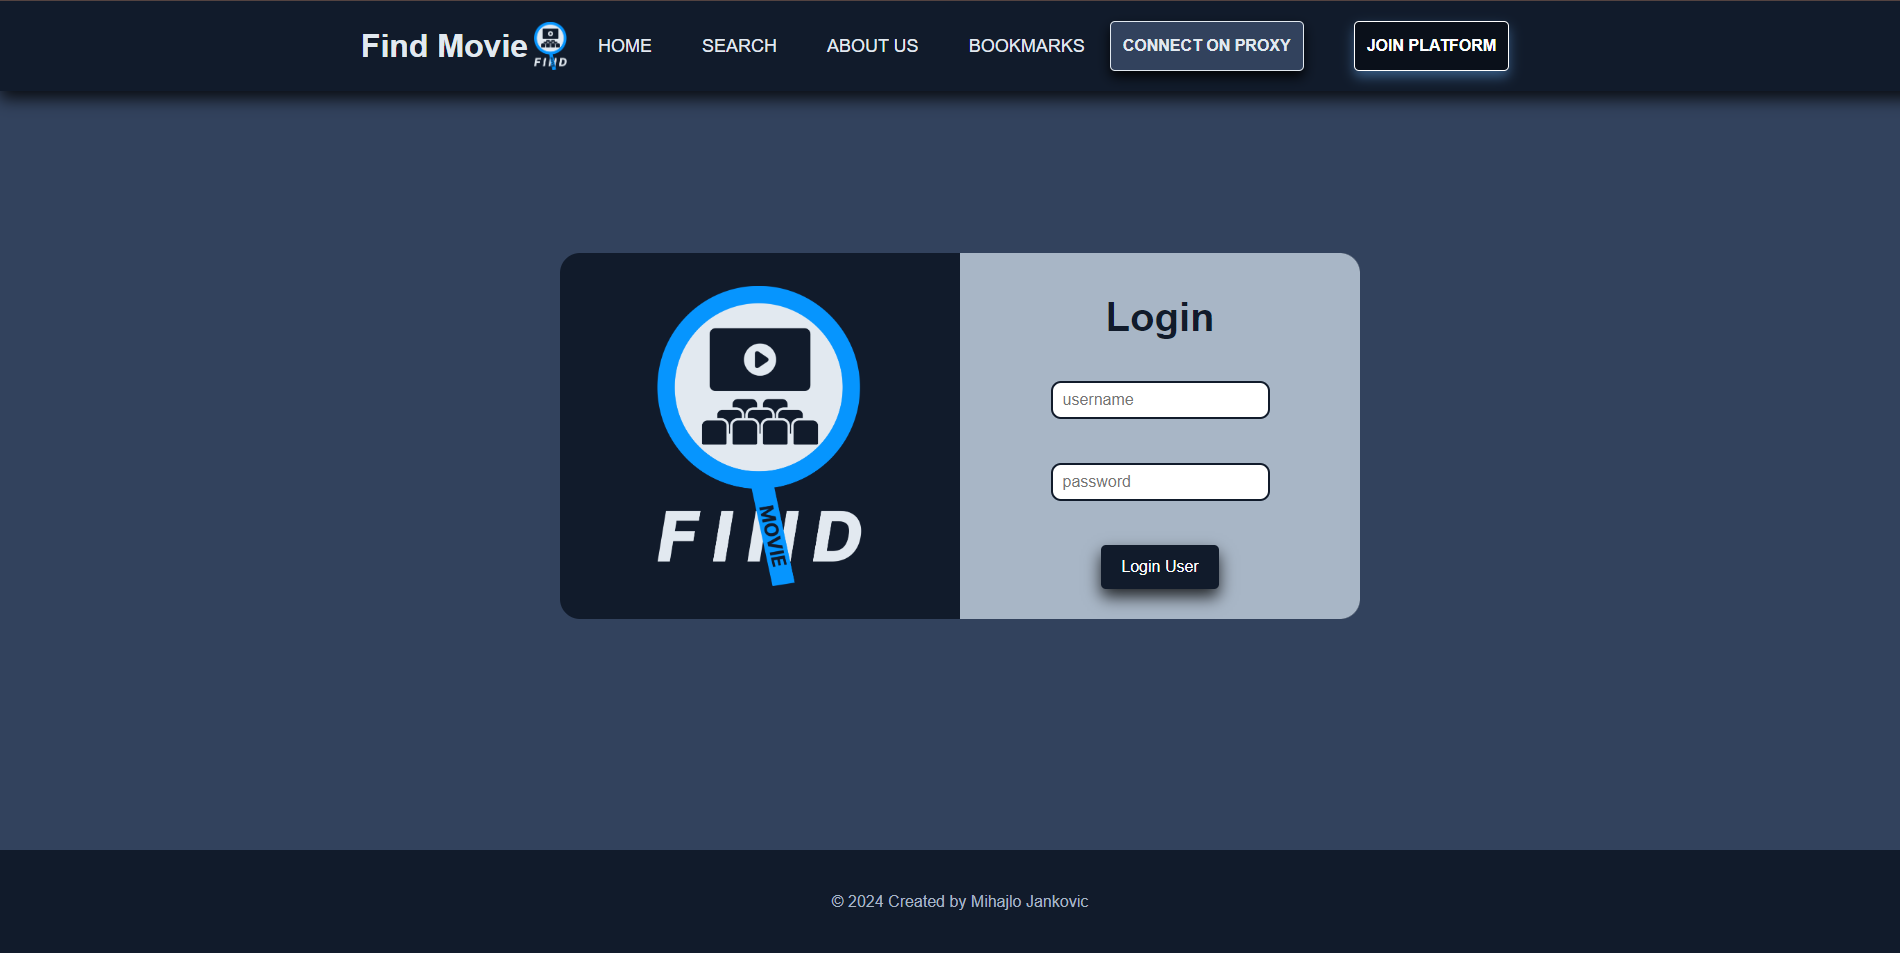 Find Movie FIND HOME SEARCH ABOUT US BOOKMARKS CONNECT ON PROXY JOIN PLATFORM
Login
username
password
MOVIE
FIND
Login User
© 2024 Created by Mihajlo Jankovic